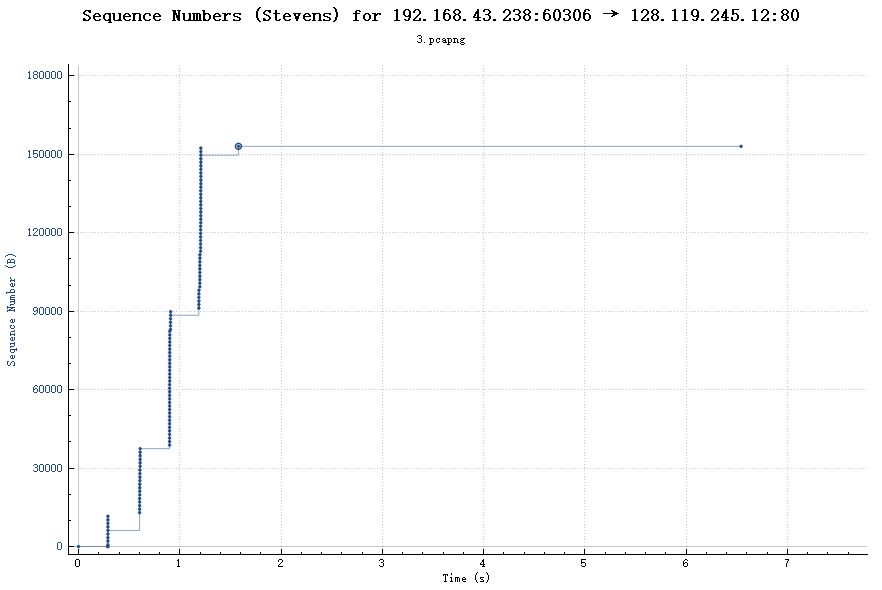 Sequence Numbers (Stevens) for 192.168.43.238:60306 → 128.119.245.12:80
3.pcapng
Sequence Number (B)
180000
150000
120000
90000
60000
30000
0
0 1 2 3 4 5 6 7
Time (s)